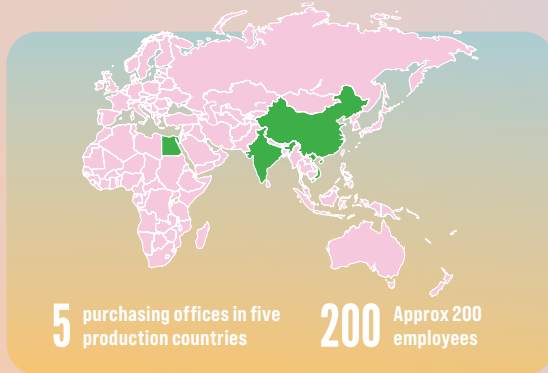 5 purchasing offices in five
production countries
200 Approx 200
employees